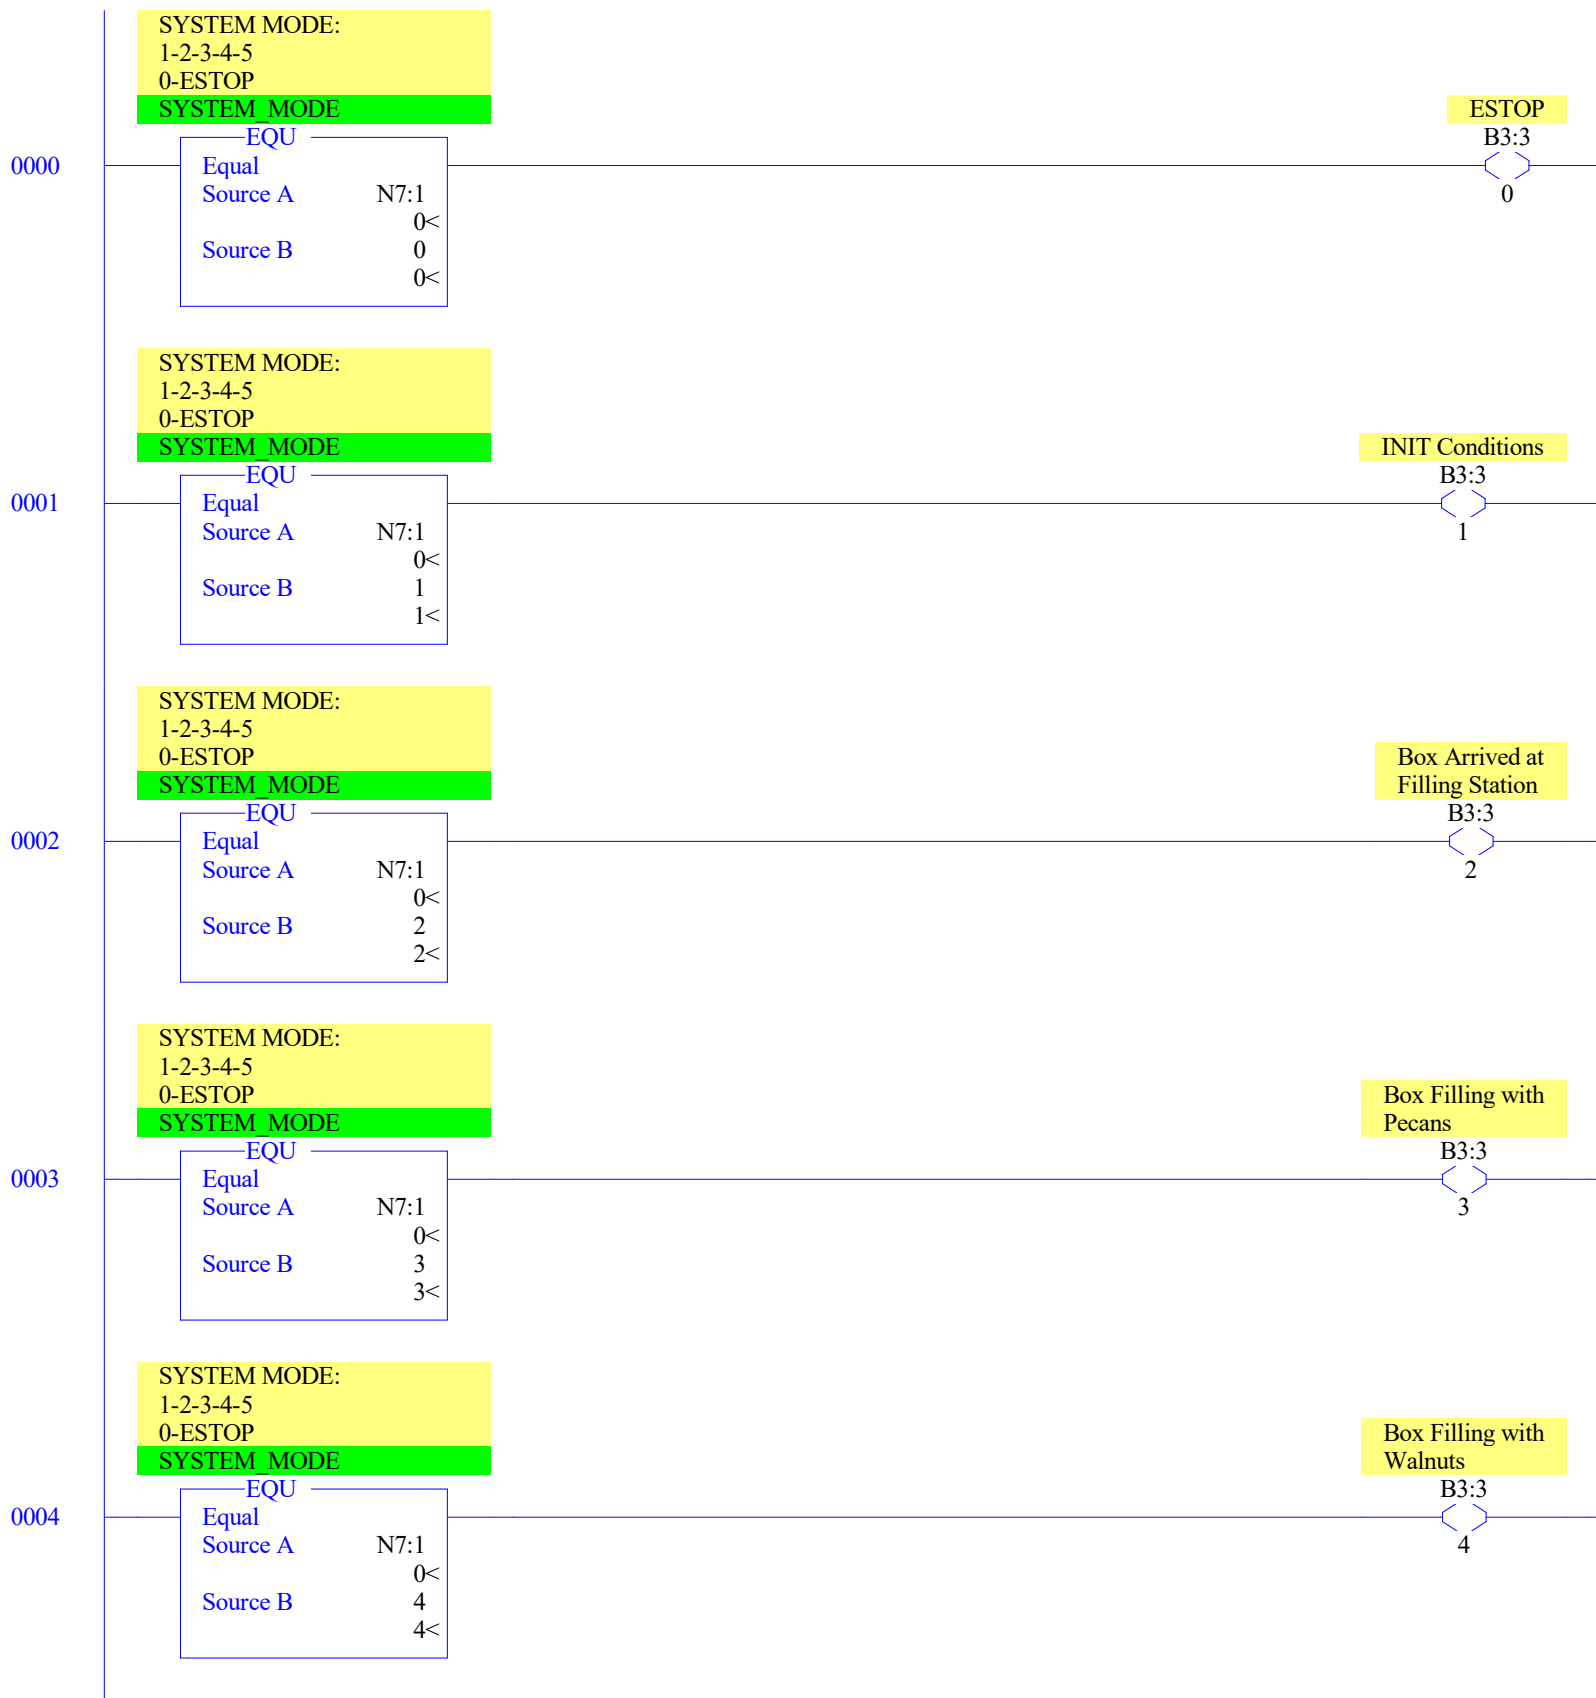 SYSTEM MODE:
1-2-3-4-5
0-ESTOP
SYSTEM_MODE
ESTOP
EQU
B3:3
0000
Equal
Source A N7:1
0
0<
Source B 0
0<
SYSTEM MODE:
1-2-3-4-5
0-ESTOP
SYSTEM_MODE
INIT Conditions
EQU
B3:3
0001
Equal
Source A N7:1
1
0<
Source B 1
1<
SYSTEM MODE:
1-2-3-4-5
0-ESTOP
Box Arrived at
SYSTEM_MODE
Filling Station
EQU
B3:3
0002
Equal
Source A N7:1
2
0<
Source B 2
2<
SYSTEM MODE:
1-2-3-4-5
0-ESTOP
Box Filling with
SYSTEM_MODE
Pecans
EQU
B3:3
0003
Equal
Source A N7:1
3
0<
Source B 3
3<
SYSTEM MODE:
1-2-3-4-5
0-ESTOP
Box Filling with
SYSTEM_MODE
Walnuts
EQU
B3:3
0004
Equal
Source A N7:1
4
0<
Source B 4
4<